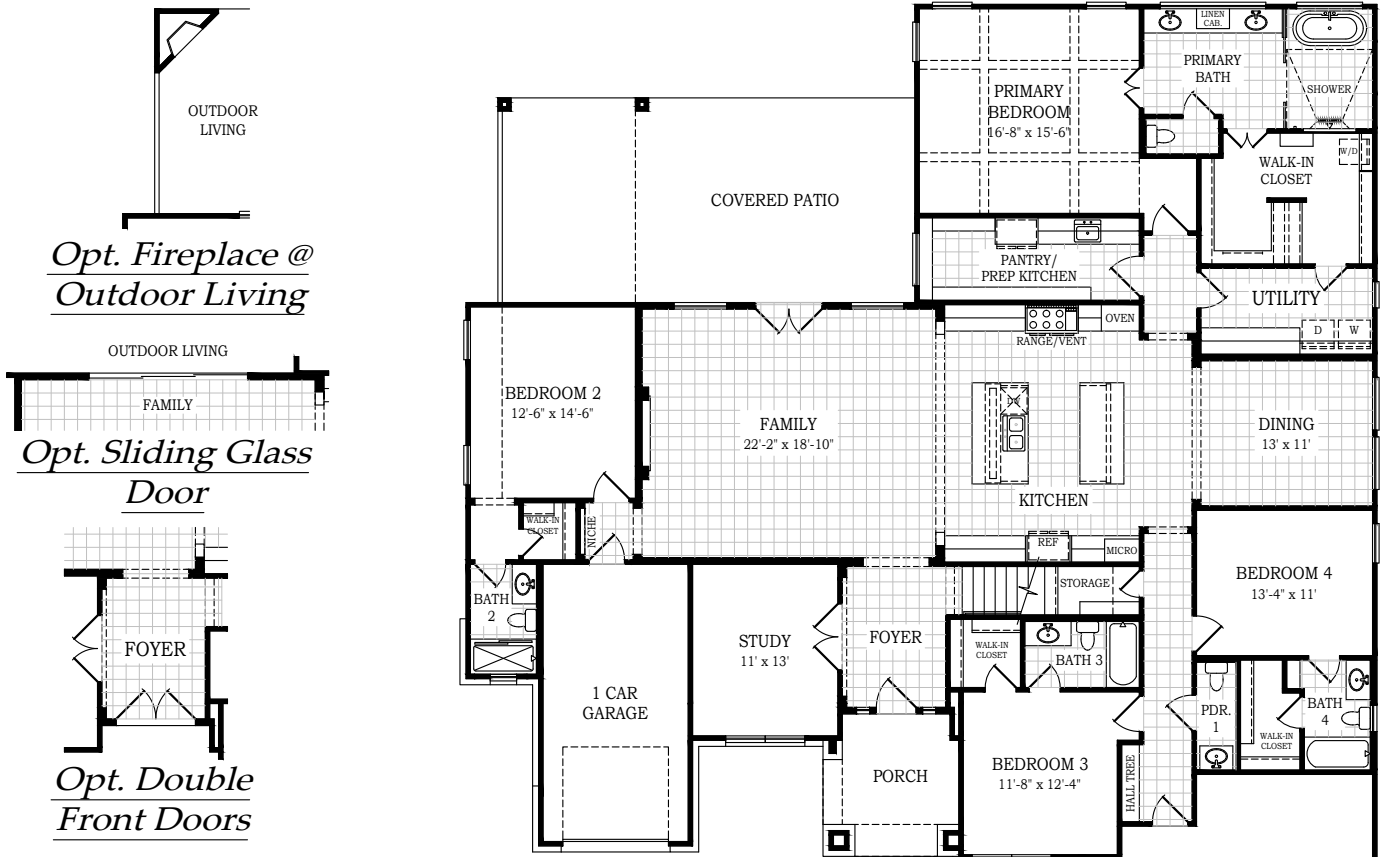 OUTDOOR
LIVING
Opt. Fireplace @
Outdoor Living
OUTDOOR LIVING
FAMILY
Opt. Sliding Glass
Door
FOYER
Opt. Double
Front Doors
LINEN
CAB.
PRIMARY
BATH
SHOWER
PRIMARY
BEDROOM
16'-8" x 15'-6"
W/D
WALK-IN
CLOSET
COVERED PATIO
PANTRY/
PREP KITCHEN
UTILITY
D
W
OVEN
RANGE/VENT
BEDROOM 2
12'-6" x 14'-6"
FAMILY
22'-2" x 18'-10"
DINING
13' x 11'
KITCHEN
WALK-IN
CLOSET
NICHE
REF
MICRO
BATH
2
STORAGE
BEDROOM 4
13'-4" x 11'
STUDY
11' x 13'
FOYER
WALK-IN
CLOSET
BATH 3
1 CAR
GARAGE
PDR.
1
WALK-IN
CLOSET
BATH
4
PORCH
BEDROOM 3
11'-8" x 12'-4"
HALL TREE